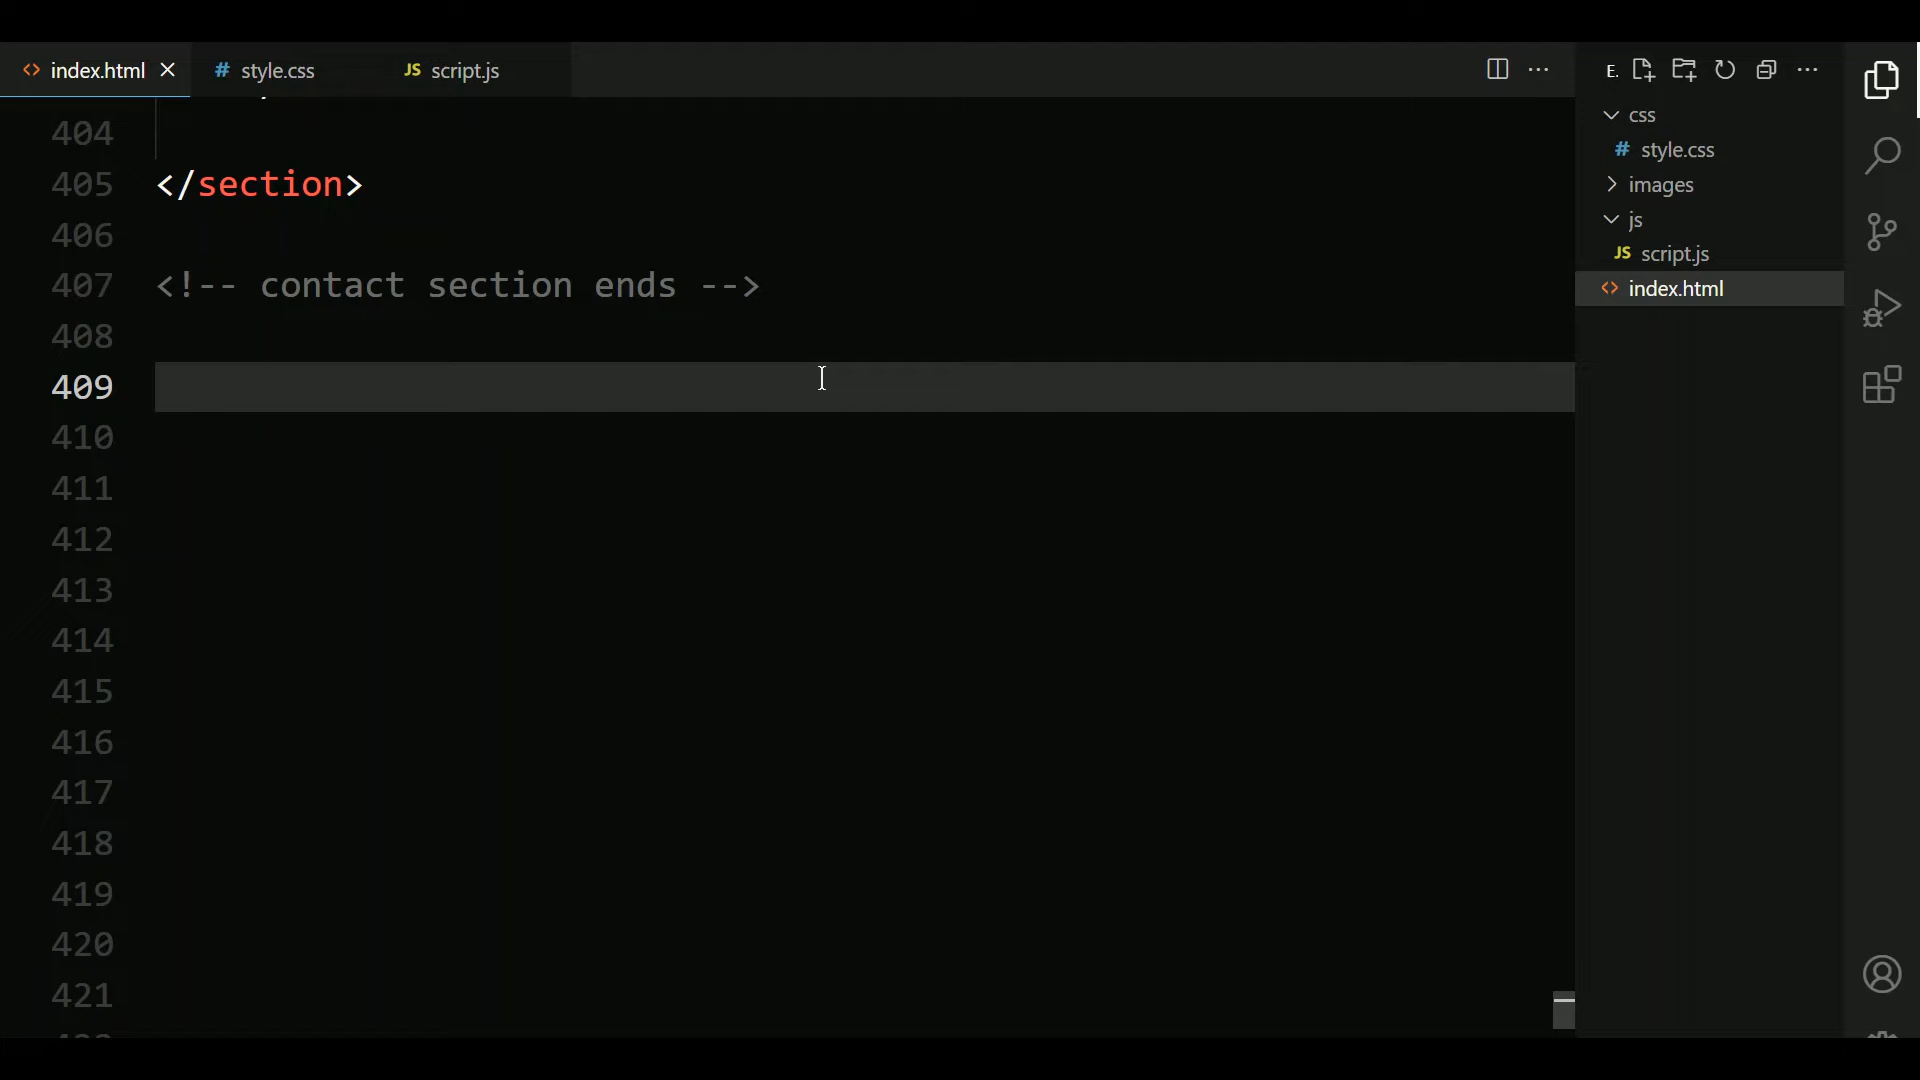 index.html
style.css
JS script.js
E.
css
style.css
images
js
JS script.js
index.html
404
405 </section>
406
407 <!-- contact section ends -->
408
409
410
411
412
413
414
415
416
417
418
419
420
421